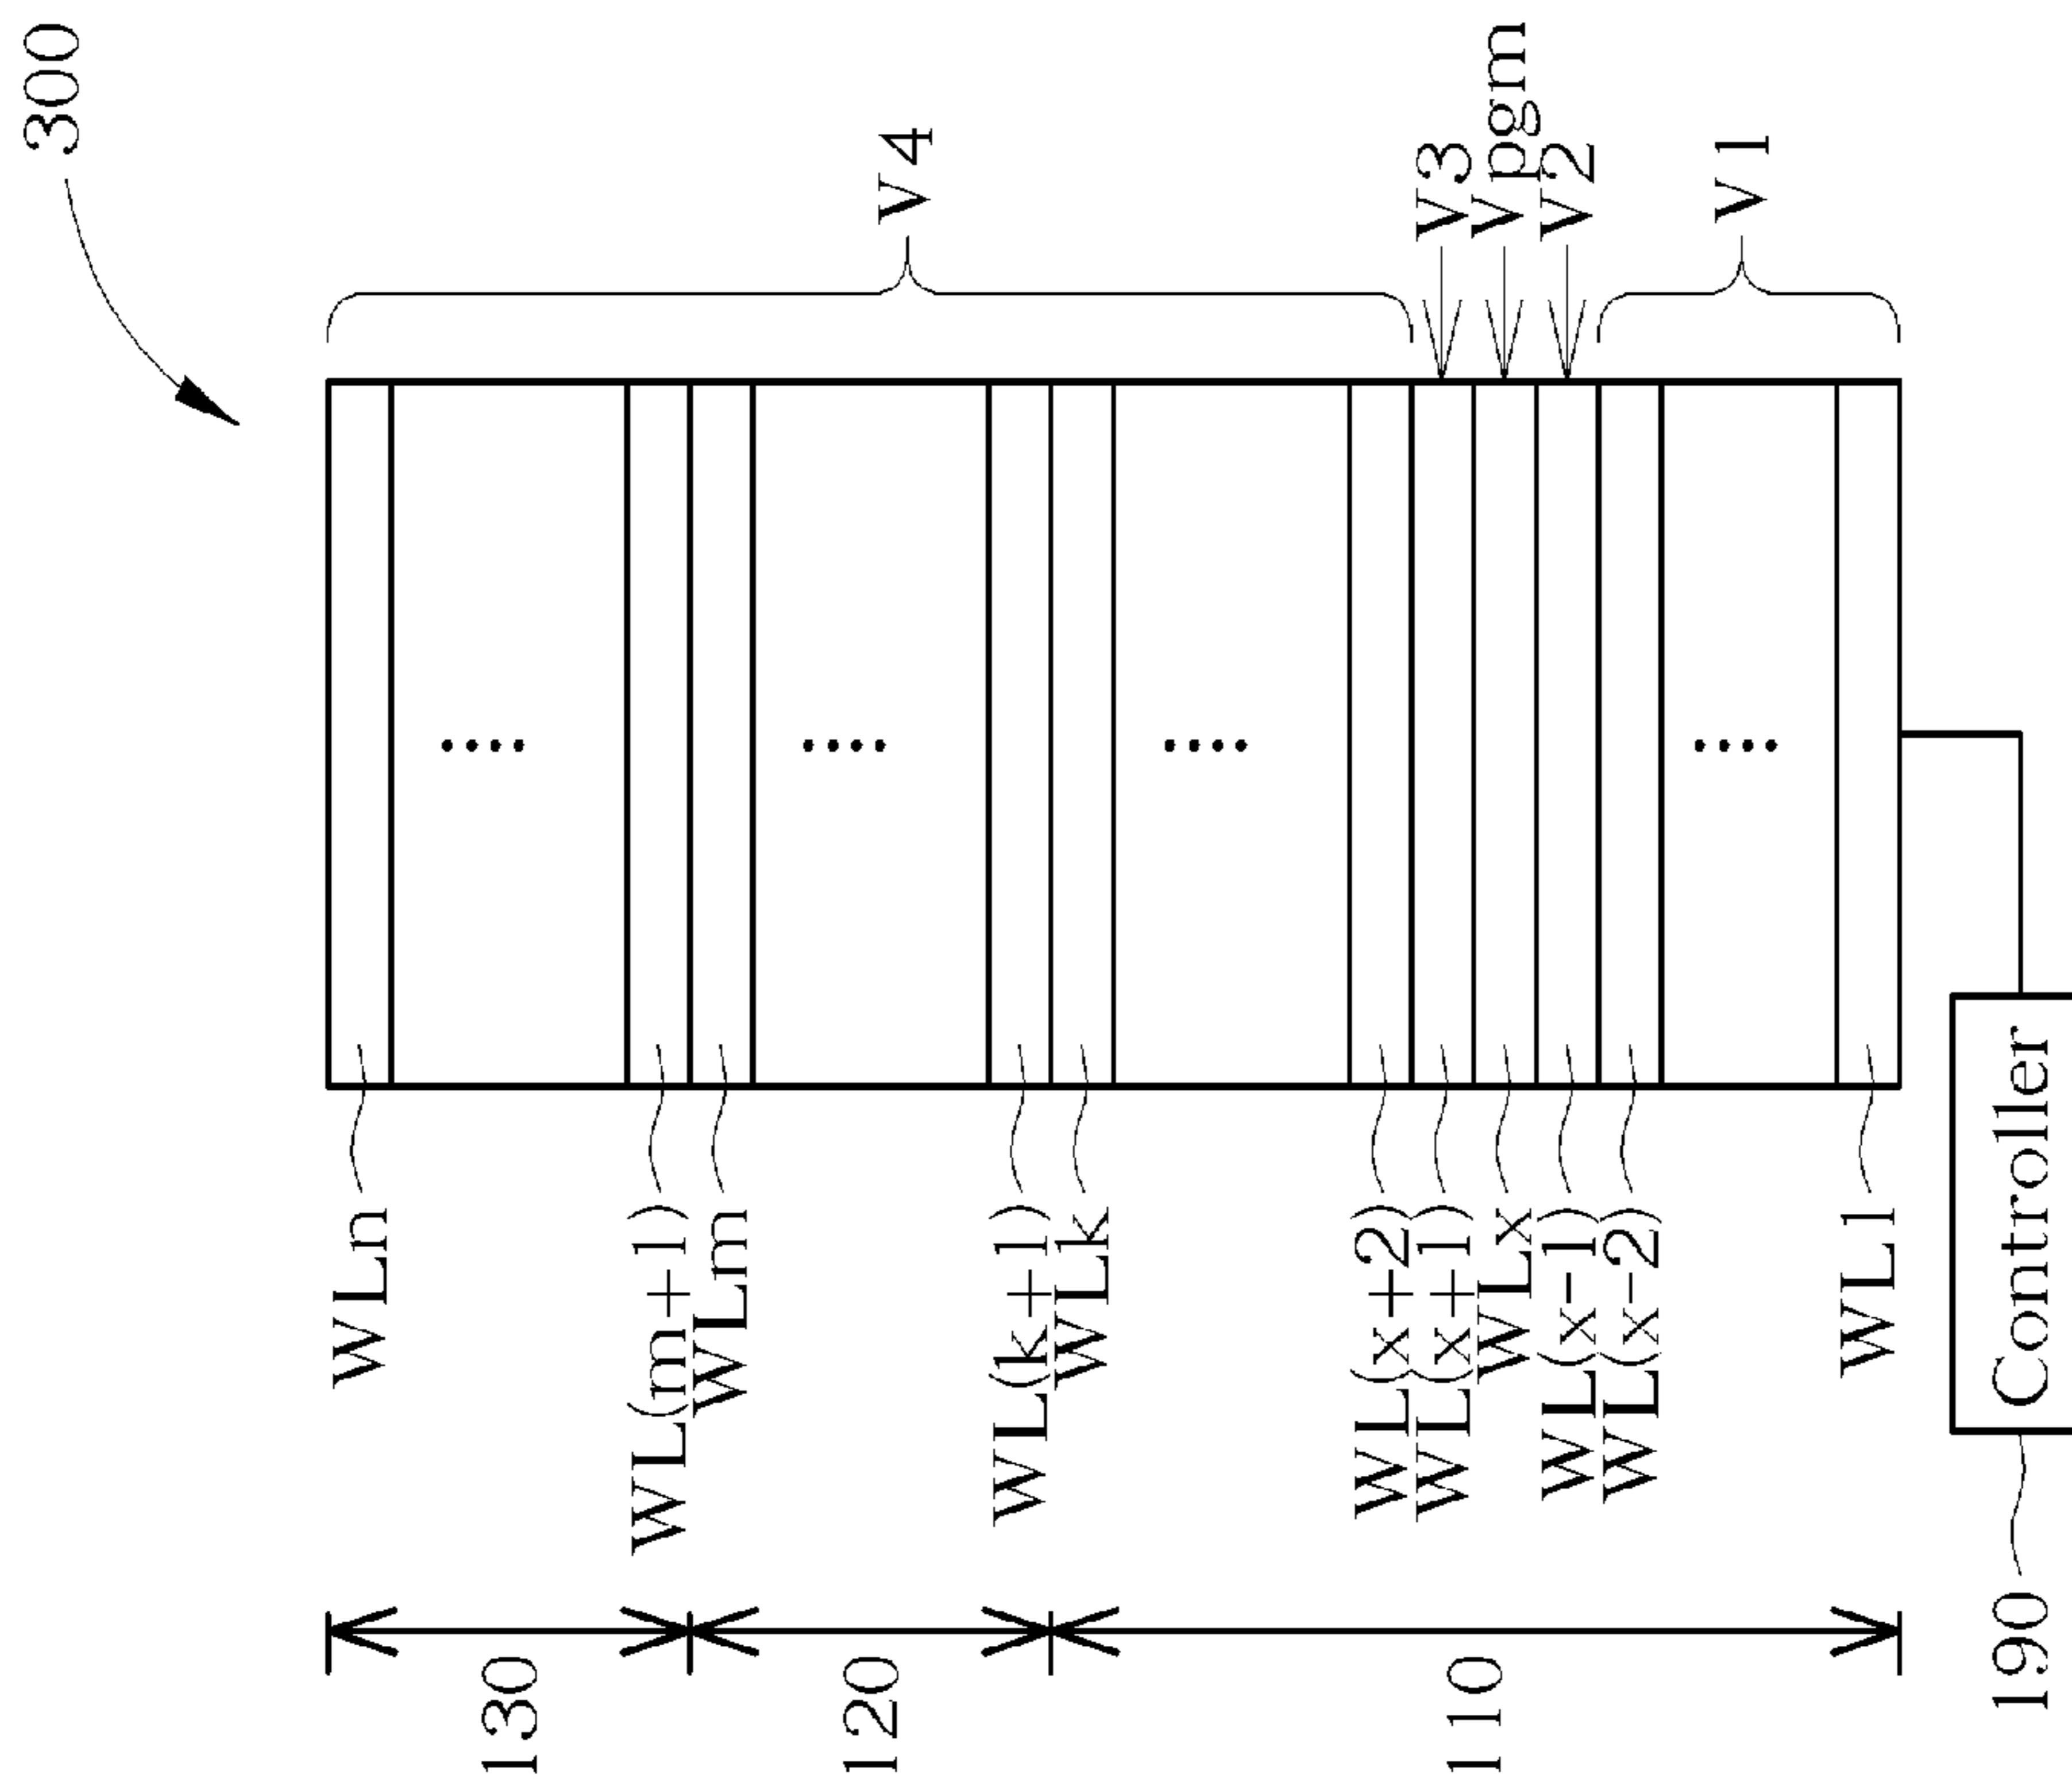 300
WLn
WL(m+1)
WLm
WL(k+1)
WLk
WL(x+2)
WL(x+1)
WLx
WL(x-1)
WL(x-2)
WL1
V4
V3
Vpgm
V2
V1
130
120
110
190
Controller